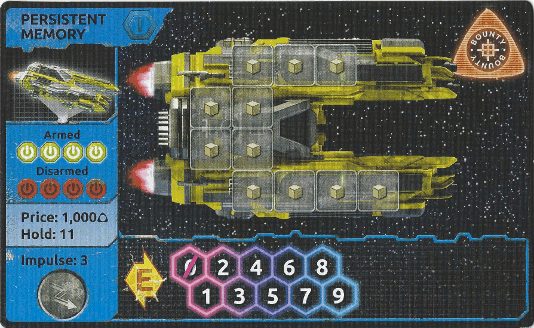 PERSISTENT
MEMORY
1
BOUNTY
BOUNTY
Armed
Disarmed
Price: 1,000
Hold: 11
Impulse: 3
E
0 2 4 6 8
1 3 5 7 9